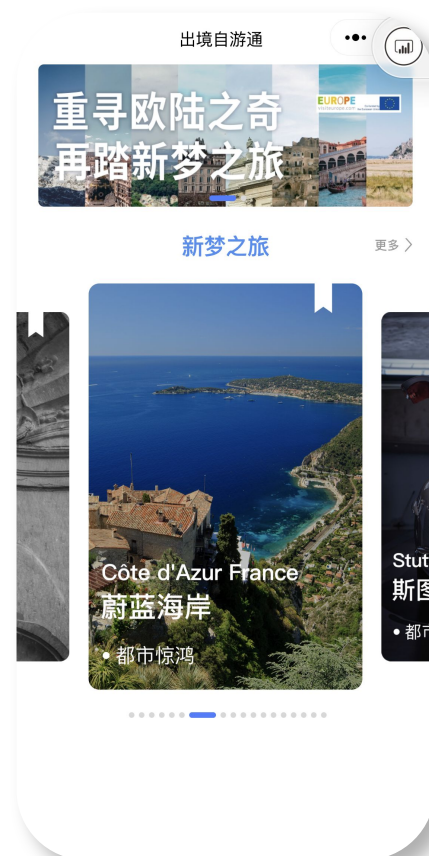 出境自游通
重寻欧陆之奇
再踏新梦之旅
EUROPE
新梦之旅
更多
Côte d'Azur France
蔚蓝海岸
• 都市惊鸿
Stut
斯图
• 都市